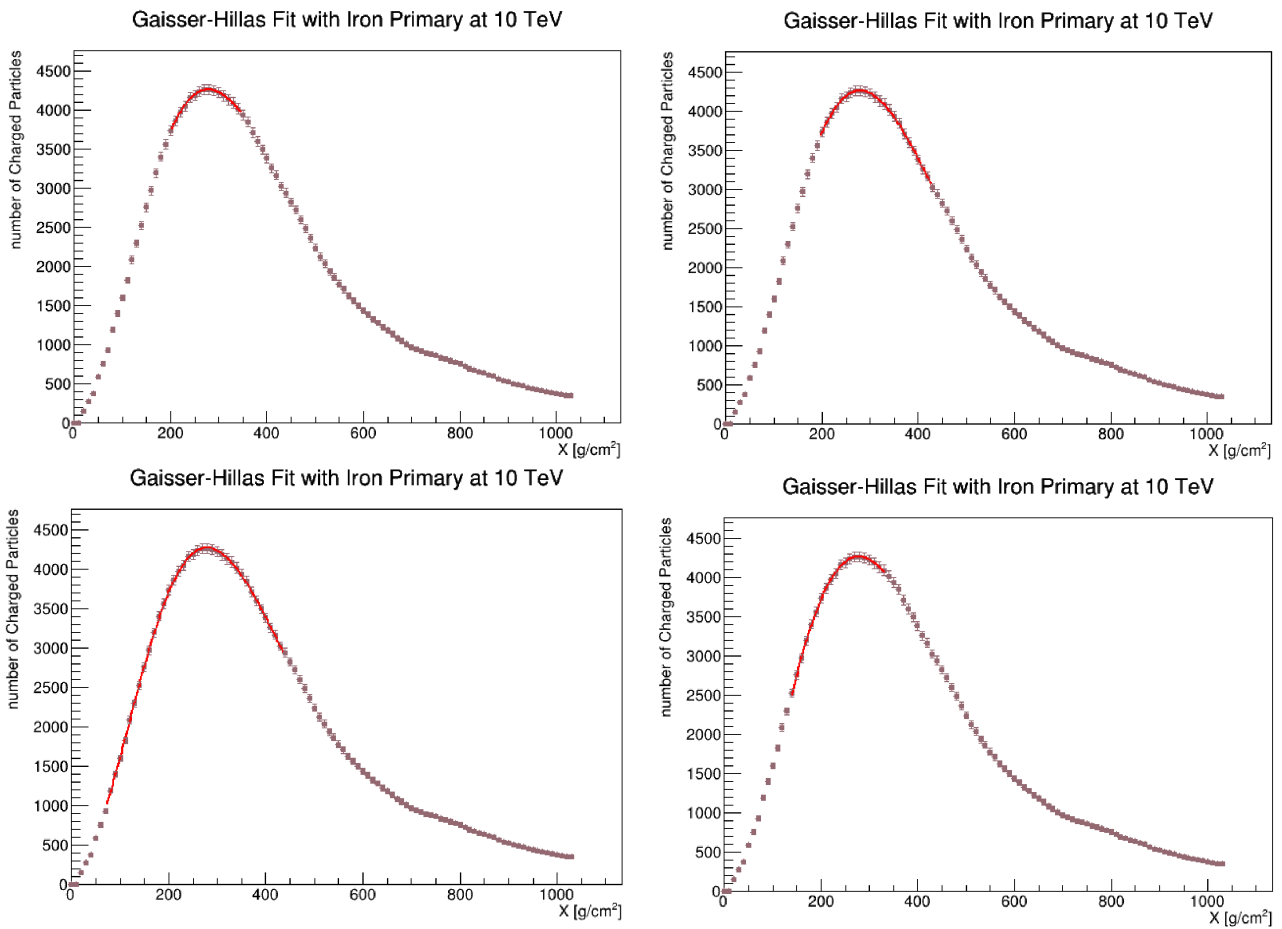 Gaisser-Hillas Fit with Iron Primary at 10 TeV
number of Charged Particles
4500
4000
3500
3000
2500
2000
1500
1000
500
0
0 200 400 600 800 1000
X [g/cm2]
Gaisser-Hillas Fit with Iron Primary at 10 TeV
number of Charged Particles
4500
4000
3500
3000
2500
2000
1500
1000
500
0
0 200 400 600 800 1000
X [g/cm2]
Gaisser-Hillas Fit with Iron Primary at 10 TeV
number of Charged Particles
4500
4000
3500
3000
2500
2000
1500
1000
500
0
0 200 400 600 800 1000
X [g/cm2]
Gaisser-Hillas Fit with Iron Primary at 10 TeV
number of Charged Particles
4500
4000
3500
3000
2500
2000
1500
1000
500
0
0 200 400 600 800 1000
X [g/cm2]